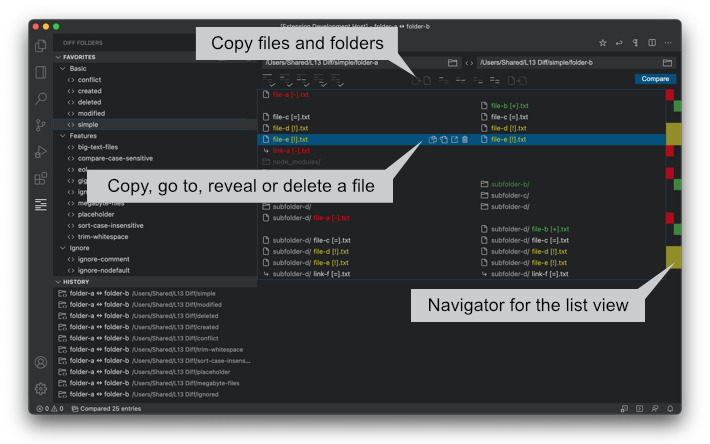 [Extension Development Host] - folder-a ↔ folder-b
DIFF FOLDERS
Copy files and folders
FAVORITES
/Users/Shared/L13 Diff/simple/folder-a
/Users/Shared/L13 Diff/simple/folder-b
Compare
Basic
conflict
created
deleted
modified
simple
Features
big-text-files
compare-case-sensitive
eol
megabyte-files
placeholder
sort-case-insensitive
trim-whitespace
Ignore
ignore-comment
ignore-nodefault
file-a [-].txt
file-b [+].txt
file-c [=].txt file-c [=].txt
file-d [!].txt file-d [!].txt
file-e [!].txt file-e [!].txt
link-a [-].txt
node_modules/
Copy, go to, reveal or delete a file
subfolder-b/
subfolder-c/
subfolder-d/ subfolder-d/
subfolder-d/ file-a [-].txt
subfolder-d/ file-b [+].txt
subfolder-d/ file-c [=].txt subfolder-d/ file-c [=].txt
subfolder-d/ file-d [!].txt subfolder-d/ file-d [!].txt
subfolder-d/ file-e [!].txt subfolder-d/ file-e [!].txt
subfolder-d/ link-f [=].txt subfolder-d/ link-f [=].txt
Navigator for the list view
HISTORY
folder-a ↔ folder-b /Users/Shared/L13 Diff/simple
folder-a ↔ folder-b /Users/Shared/L13 Diff/modified
folder-a ↔ folder-b /Users/Shared/L13 Diff/deleted
folder-a ↔ folder-b /Users/Shared/L13 Diff/created
folder-a ↔ folder-b /Users/Shared/L13 Diff/conflict
folder-a ↔ folder-b /Users/Shared/L13 Diff/trim-whitespace
folder-a ↔ folder-b /Users/Shared/L13 Diff/sort-case-insens...
folder-a ↔ folder-b /Users/Shared/L13 Diff/placeholder
folder-a ↔ folder-b /Users/Shared/L13 Diff/megabyte-files
folder-a ↔ folder-b /Users/Shared/L13 Diff/ignored
0 0 Compared 25 entries